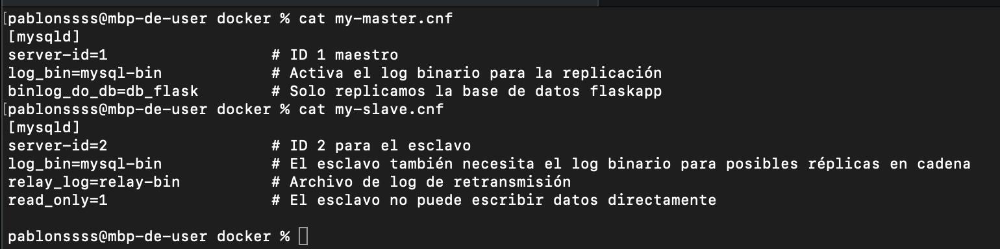 [pablonssss@mbp-de-user docker % cat my-master.cnf
[mysqld]
server-id=1                  # ID 1 maestro
log_bin=mysql-bin            # Activa el log binario para la replicación
binlog_do_db=db_flask        # Solo replicamos la base de datos flaskapp
[pablonssss@mbp-de-user docker % cat my-slave.cnf
[mysqld]
server-id=2                  # ID 2 para el esclavo
log_bin=mysql-bin            # El esclavo también necesita el log binario para posibles réplicas en cadena
relay_log=relay-bin          # Archivo de log de retransmisión
read_only=1                  # El esclavo no puede escribir datos directamente
pablonssss@mbp-de-user docker %